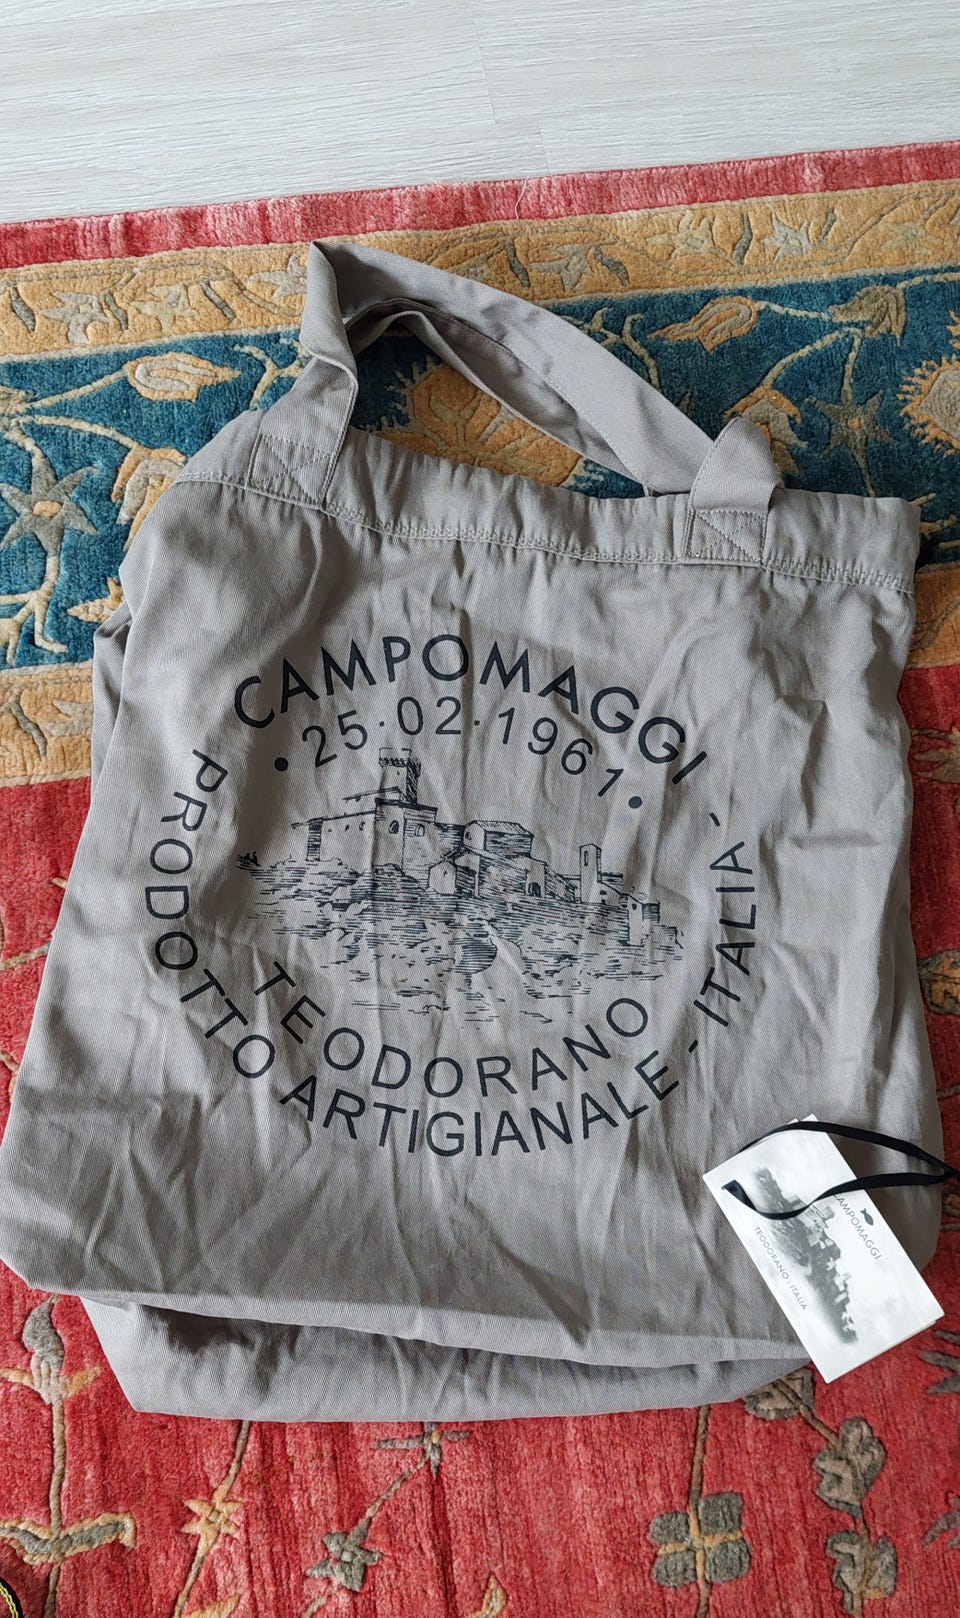 CAMPOMAGGI
•25·02·1961•
TEODORANO
PRODOTTO ARTIGIANALE - ITALIA -
CAMPOMAGGI
TEODORANO - ITALIA